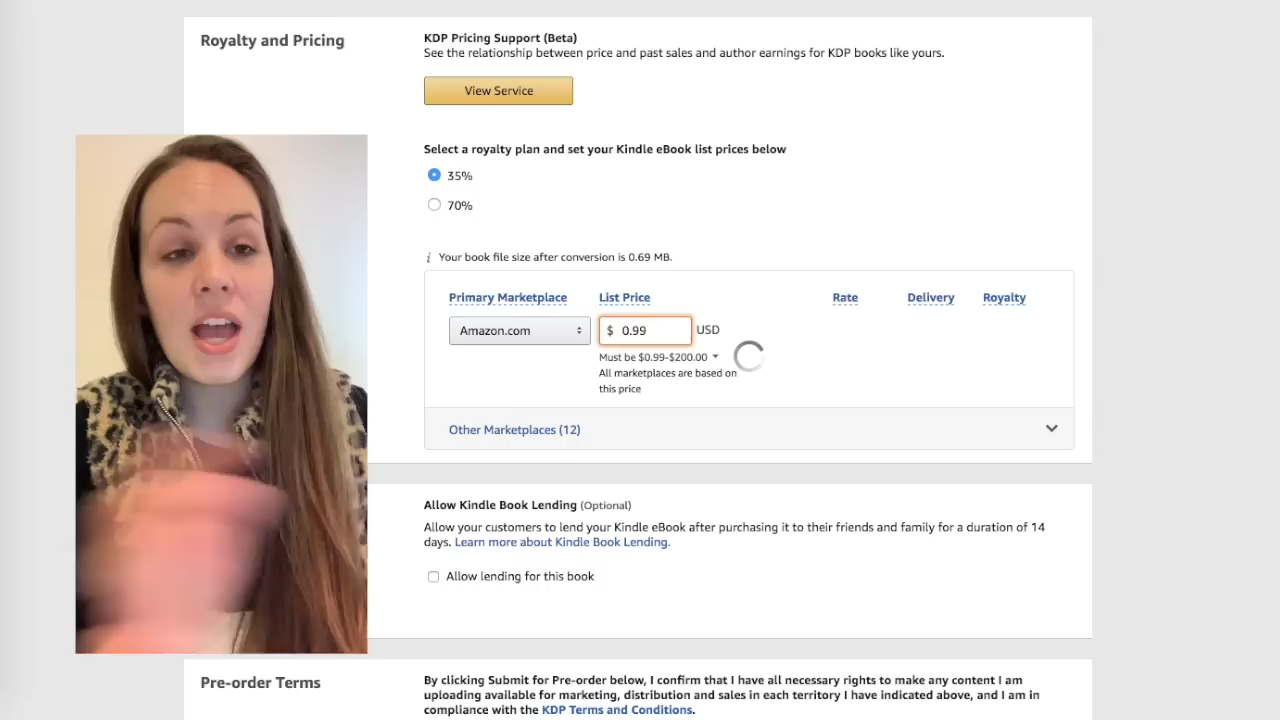 Royalty and Pricing
KDP Pricing Support (Beta)
See the relationship between price and past sales and author earnings for KDP books like yours.
View Service
Select a royalty plan and set your Kindle eBook list prices below
35%
70%
i Your book file size after conversion is 0.69 MB.
Primary Marketplace List Price Rate Delivery Royalty
Amazon.com $ 0.99 USD
Must be $0.99-$200.00
All marketplaces are based on
this price
Other Marketplaces (12)
Allow Kindle Book Lending (Optional)
Allow your customers to lend your Kindle eBook after purchasing it to their friends and family for a duration of 14
days. Learn more about Kindle Book Lending.
Allow lending for this book
Pre-order Terms
By clicking Submit for Pre-order below, I confirm that I have all necessary rights to make any content I am
uploading available for marketing, distribution and sales in each territory I have indicated above, and I am in
compliance with the KDP Terms and Conditions.